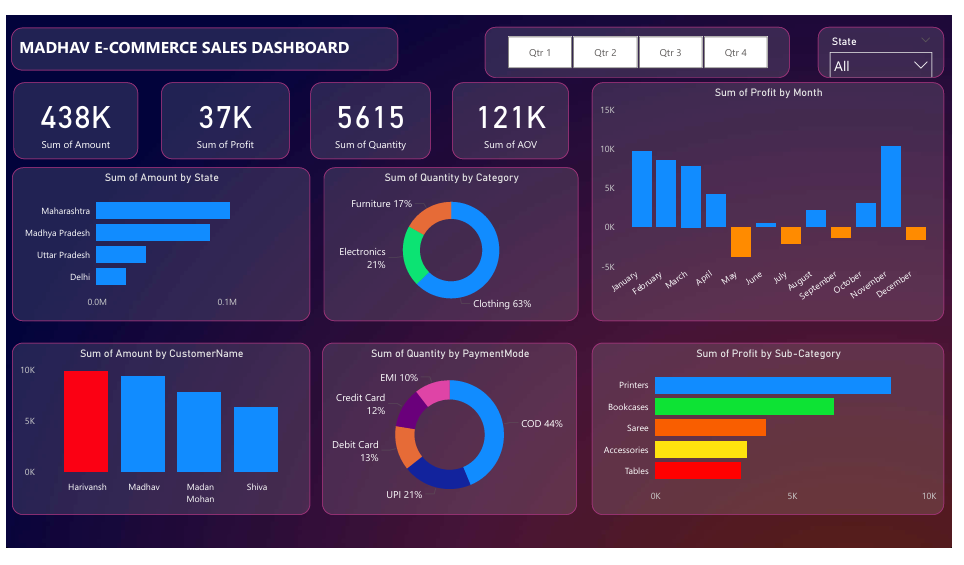 MADHAV E-COMMERCE SALES DASHBOARD
Qtr 1
Qtr 2
Qtr 3
Qtr 4
State
All
438K
Sum of Amount
37K
Sum of Profit
5615
Sum of Quantity
121K
Sum of AOV
Sum of Profit by Month
15K
10K
5K
0K
-5K
January
February
March
April
May
June
July
August
September
October
November
December
Sum of Amount by State
Maharashtra
Madhya Pradesh
Uttar Pradesh
Delhi
0.0M
0.1M
Sum of Quantity by Category
Furniture 17%
Electronics
21%
Clothing 63%
Sum of Amount by CustomerName
10K
5K
0K
Harivansh
Madhav
Madan
Mohan
Shiva
Sum of Quantity by PaymentMode
EMI 10%
Credit Card
12%
COD 44%
Debit Card
13%
UPI 21%
Sum of Profit by Sub-Category
Printers
Bookcases
Saree
Accessories
Tables
0K
5K
10K